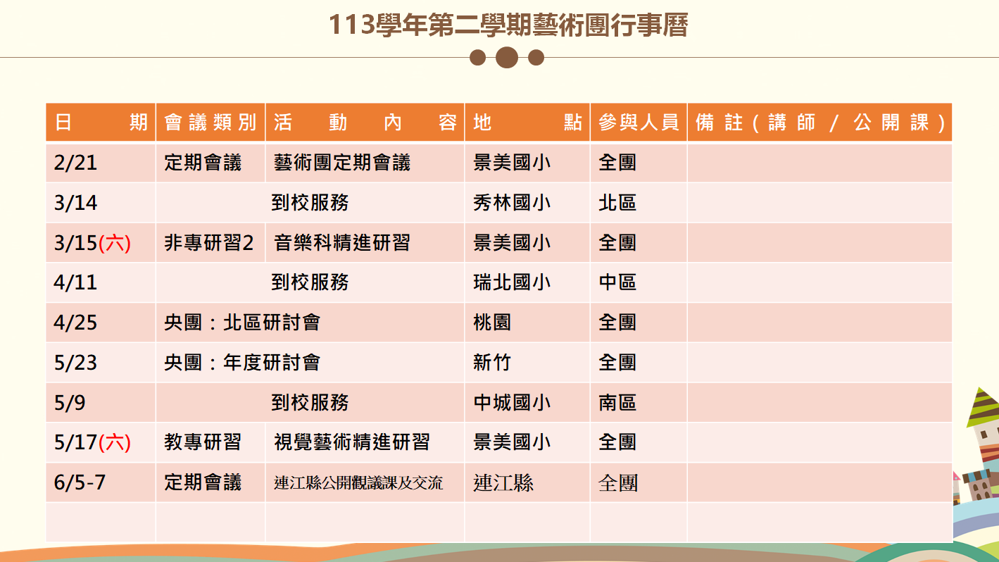 113學年第二學期藝術團行事曆
日期 會議類別 活動內容 地點 參與人員 備註(講師/公開課)
2/21 定期會議 藝術團定期會議 景美國小 全團
3/14 到校服務 秀林國小 北區
3/15(六) 非專研習2 音樂科精進研習 景美國小 全團
4/11 到校服務 瑞北國小 中區
4/25 央團：北區研討會 桃園 全團
5/23 央團：年度研討會 新竹 全團
5/9 到校服務 中城國小 南區
5/17(六) 教專研習 視覺藝術精進研習 景美國小 全團
6/5-7 定期會議 連江縣公開觀議課及交流 連江縣 全團